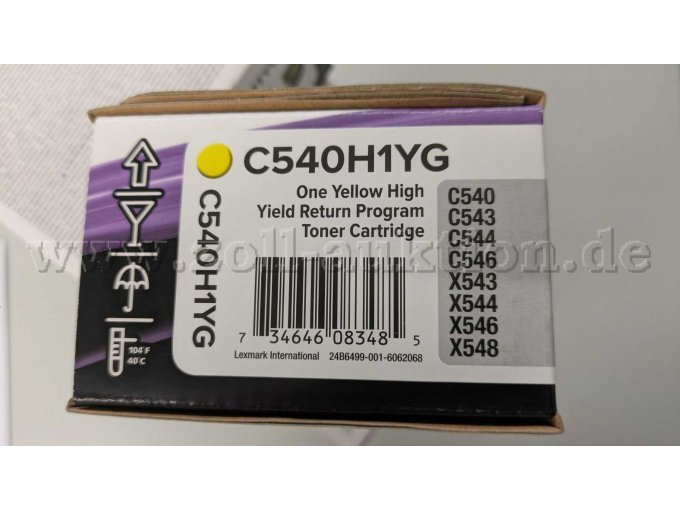 C540H1YG
One Yellow High
Yield Return Program
Toner Cartridge
C540
C543
C544
C546
X543
X544
X546
X548
C540H1YG
7 34646 08348 5
Lexmark International 24B6499-001-6062068
104°F
40°C
www.soll-auktion.de